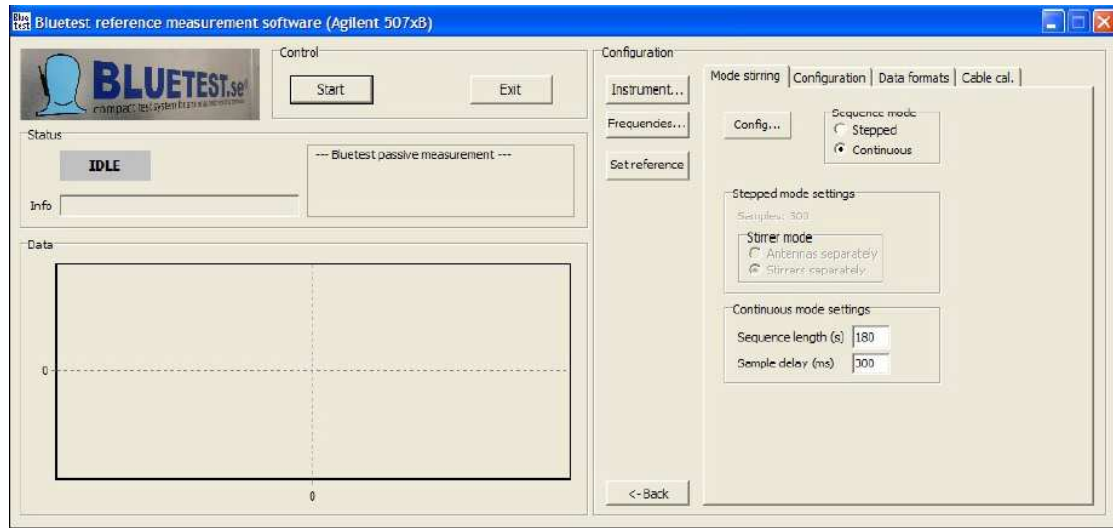 Blue test Bluetest reference measurement software (Agilent 507x8)
BLUETEST.se
Control
Start
Exit
Status
IDLE
--- Bluetest passive measurement ---
Info
Data
0
0
Configuration
Instrument...
Frequencies...
Set reference
<- Back
Mode stirring
Configuration
Data formats
Cable cal.
Config...
Sequence mode
Stepped
Continuous
Stepped mode settings
Samples: 300
Stirrer mode
Antennas separately
Stirrers separately
Continuous mode settings
Sequence length (s) 180
Sample delay (ms) 300